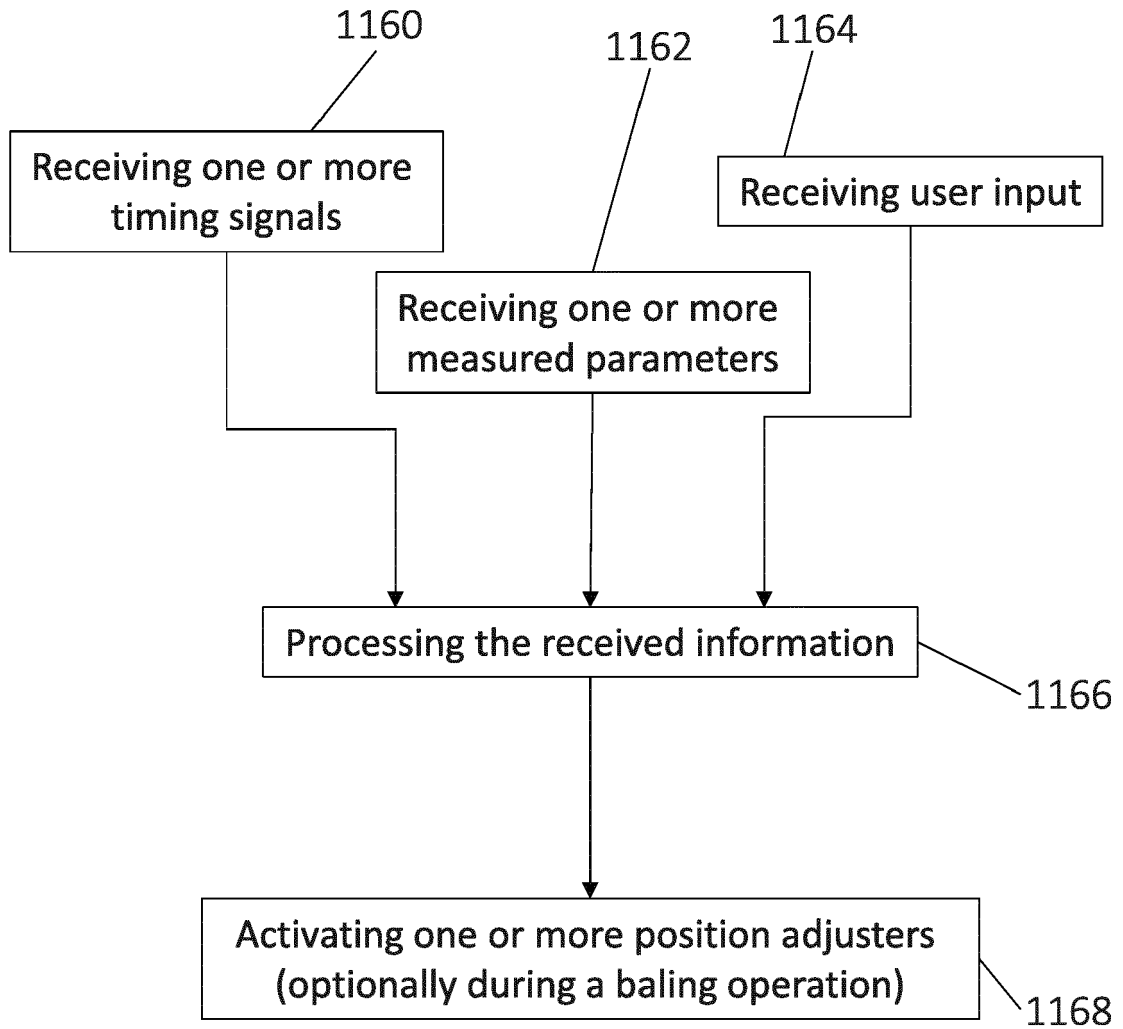 1160
1162
1164
Receiving one or more
timing signals
Receiving user input
Receiving one or more
measured parameters
Processing the received information
1166
Activating one or more position adjusters
(optionally during a baling operation)
1168